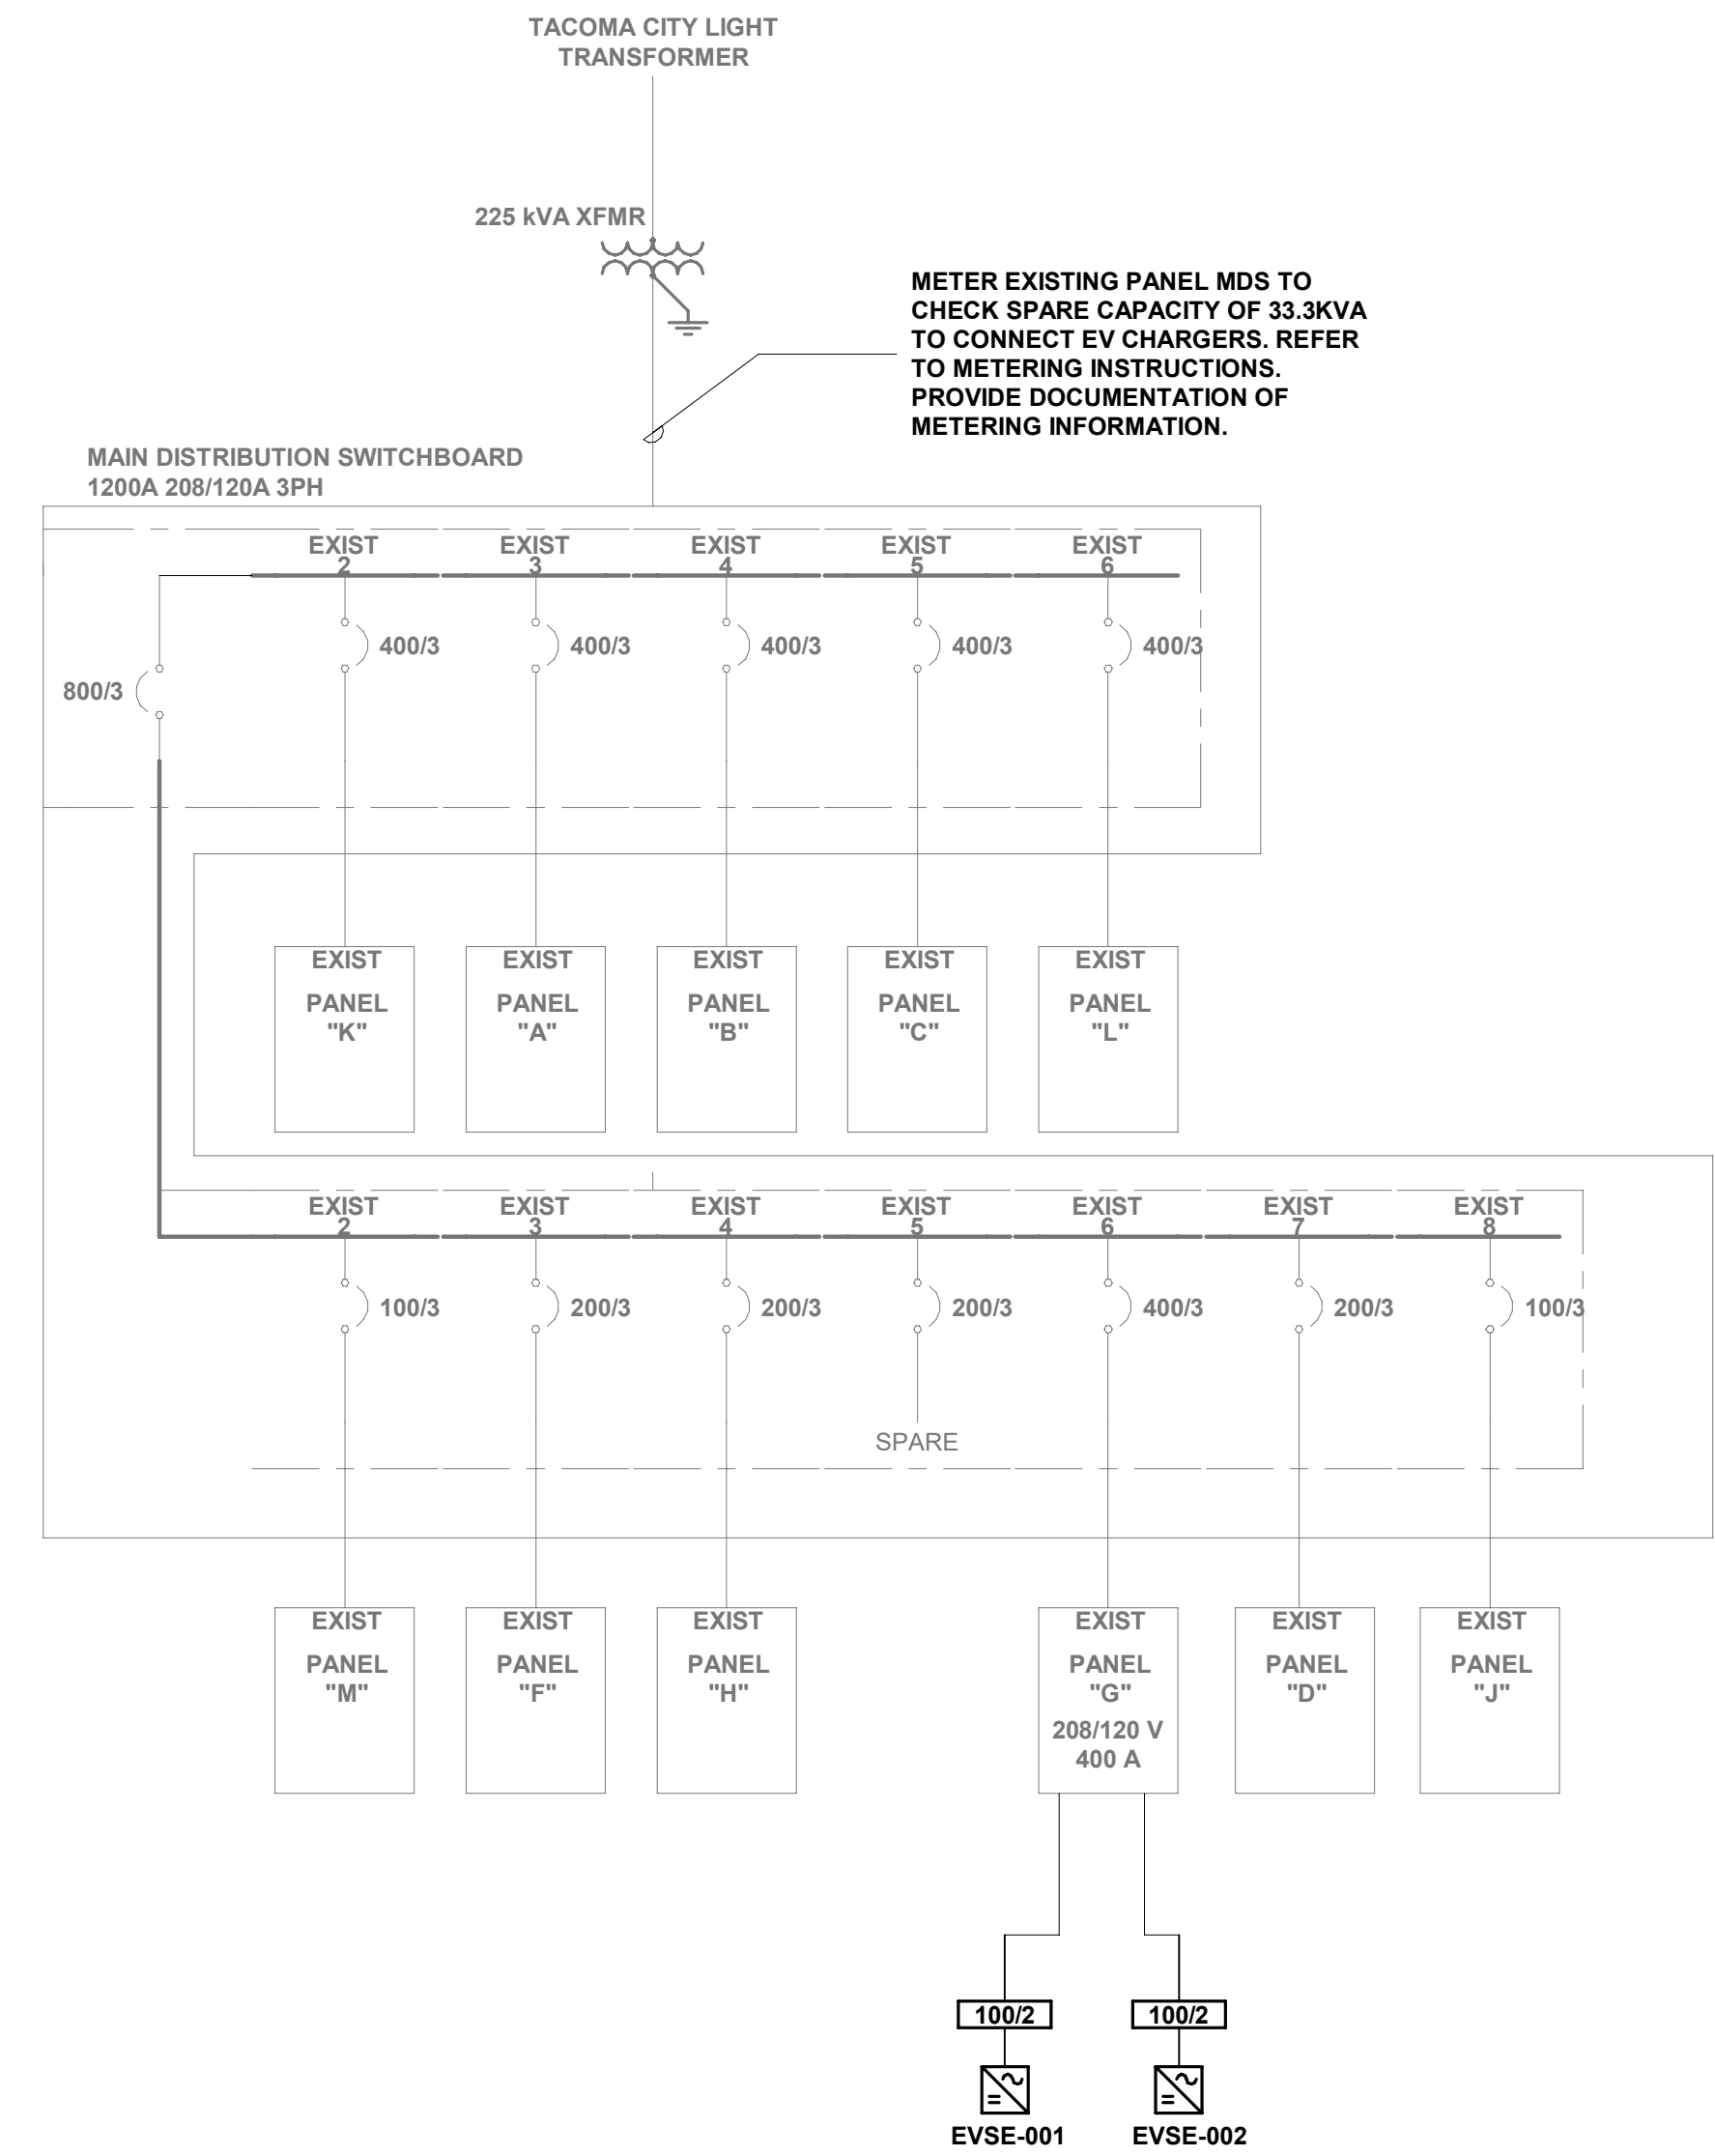 TACOMA CITY LIGHT
TRANSFORMER
225 kVA XFMR
METER EXISTING PANEL MDS TO
CHECK SPARE CAPACITY OF 33.3KVA
TO CONNECT EV CHARGERS. REFER
TO METERING INSTRUCTIONS.
PROVIDE DOCUMENTATION OF
METERING INFORMATION.
MAIN DISTRIBUTION SWITCHBOARD
1200A 208/120A 3PH
EXIST EXIST EXIST EXIST EXIST
2 3 4 5 6
400/3 400/3 400/3 400/3 400/3
800/3
EXIST EXIST EXIST EXIST EXIST
PANEL PANEL PANEL PANEL PANEL
"K" "A" "B" "C" "L"
EXIST EXIST EXIST EXIST EXIST EXIST EXIST
2 3 4 5 6 7 8
100/3 200/3 200/3 200/3 400/3 200/3 100/3
SPARE
EXIST EXIST EXIST EXIST EXIST EXIST
PANEL PANEL PANEL PANEL PANEL PANEL
"M" "F" "H" "G" "D" "J"
208/120 V
400 A
100/2 100/2
EVSE-001 EVSE-002